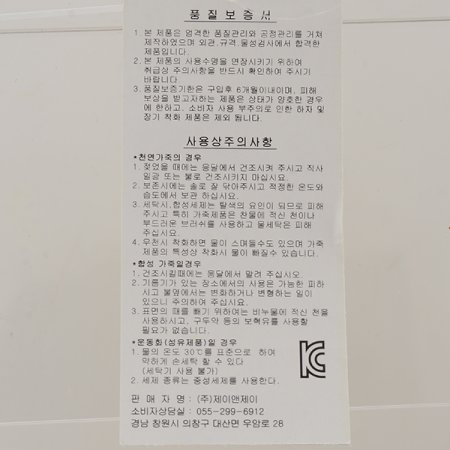 품질보증서
1. 본 제품은 엄격한 품질관리와 공정관리를 거쳐
제작하였으며 외관,규격,물성검사에서 합격한
제품입니다.
2. 본 제품의 사용수명을 연장시키기 위하여
취급상 주의사항을 반드시 확인하여 주시기
바랍니다.
3. 품질보증기한은 구입후 6개월이내이며, 피해
보상을 받고자하는 제품은 상태가 양호한 경우
에 한하고, 소비자 사용 부주의로 인한 하자 및
장기 착화 제품은 제외 됩니다.
사용상주의사항
*천연가죽의 경우
1. 젖었을 때에는 응달에서 건조시켜 주시고 직사
일광 또는 불로 건조시키지 마십시요.
2. 보존시에는 솔로 잘 닦아주시고 적정한 온도와
습도에서 보관 하십시요.
3. 세탁시,합성세제는 탈색의 요인이 되므로 피해
주시고 특히 가죽제품은 찬물에 적신 천이나
부드러운 브러쉬를 사용하고 물세탁은 피해
주십시요.
4. 우천시 착화하면 물이 스며들수도 있으며 가죽
제품의 특성상 착화시 물이 빠질수 있습니다.
*합성 가죽일경우
1. 건조시킬때에는 응달에서 말려 주십시오.
2. 기름기가 있는 장소에서의 사용은 가능한 피하
시고 불옆에서는 변화하거나 변형하는 일이
있으니 주의하여 주십시요.
3. 표면의 때를 빼기 위하여는 비눗물에 적신 천을
사용하시고, 구두약 등의 보혁유를 사용할
필요가 없습니다.
*운동화(섬유제품)일 경우
1. 물의 온도 30℃를 표준으로 하여
약하게 손세탁 할 수 있다
(세탁기 사용 불가)
2. 세제 종류는 중성세제를 사용한다.
판 매 자 명 : (주)제이앤제이
소비자상담실 : 055-299-6912
경남 창원시 의창구 대산면 우암로 28